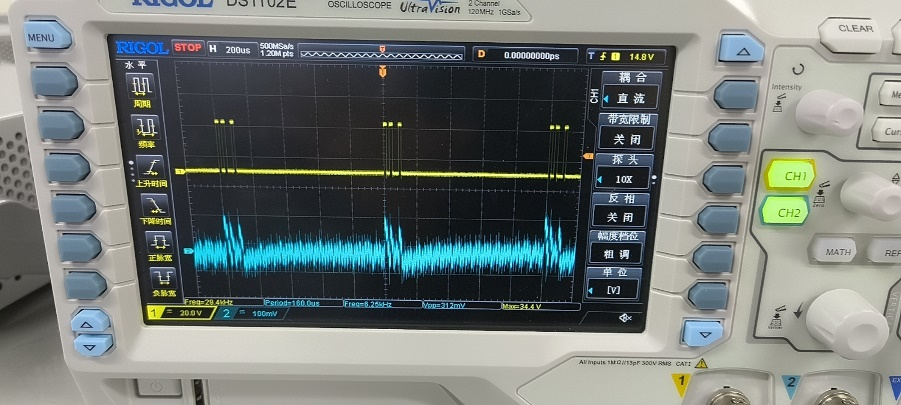 RIGOL DS1102E OSCILLOSCOPE UltraVision 2 Channel
120MHz 1GSa/s
MENU
RIGOL STOP H 200us 500MSa/s
1.20M pts
D 0.00000000ps T 1 14.8V
水平
周期
频率
上升时间
下降时间
正脉宽
负脉宽
CH1
耦合
直流
带宽限制
关闭
探头
10X
反相
关闭
幅度档位
粗调
单位
[V]
Freq=29.4kHz Period=160.0us Freq=6.25kHz Vpp=312mV Max=34.4 V
1 = 20.0V 2 = 100mV
CLEAR
Intensity
Me
Curs
CH1
CH2
MATH
REF
All Inputs 1MΩ//13pF 300V RMS CAT I
1
2
EX